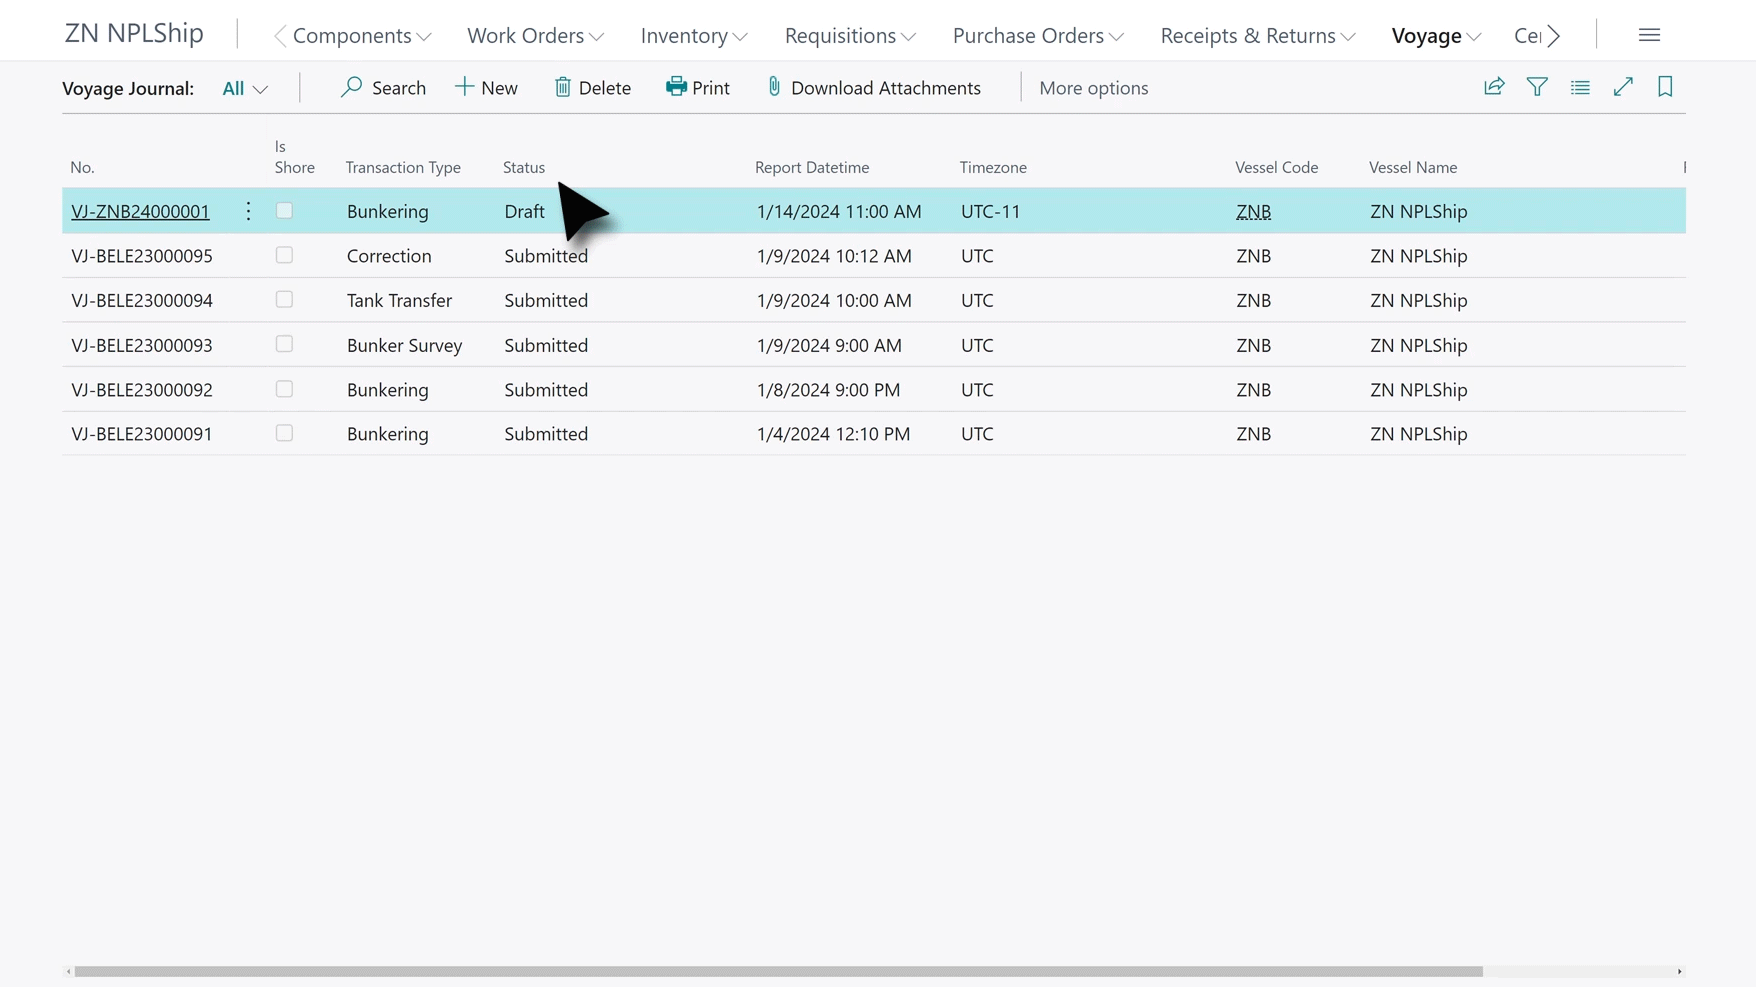 ZN NPLShip Components Work Orders Inventory Requisitions Purchase Orders Receipts & Returns Voyage
Voyage Journal: All Search New Delete Print Download Attachments More options
No. Is Shore Transaction Type Status Report Datetime Timezone Vessel Code Vessel Name
VJ-ZNB24000001 Bunkering Draft 1/14/2024 11:00 AM UTC-11 ZNB ZN NPLShip
VJ-BELE23000095 Correction Submitted 1/9/2024 10:12 AM UTC ZNB ZN NPLShip
VJ-BELE23000094 Tank Transfer Submitted 1/9/2024 10:00 AM UTC ZNB ZN NPLShip
VJ-BELE23000093 Bunker Survey Submitted 1/9/2024 9:00 AM UTC ZNB ZN NPLShip
VJ-BELE23000092 Bunkering Submitted 1/8/2024 9:00 PM UTC ZNB ZN NPLShip
VJ-BELE23000091 Bunkering Submitted 1/4/2024 12:10 PM UTC ZNB ZN NPLShip